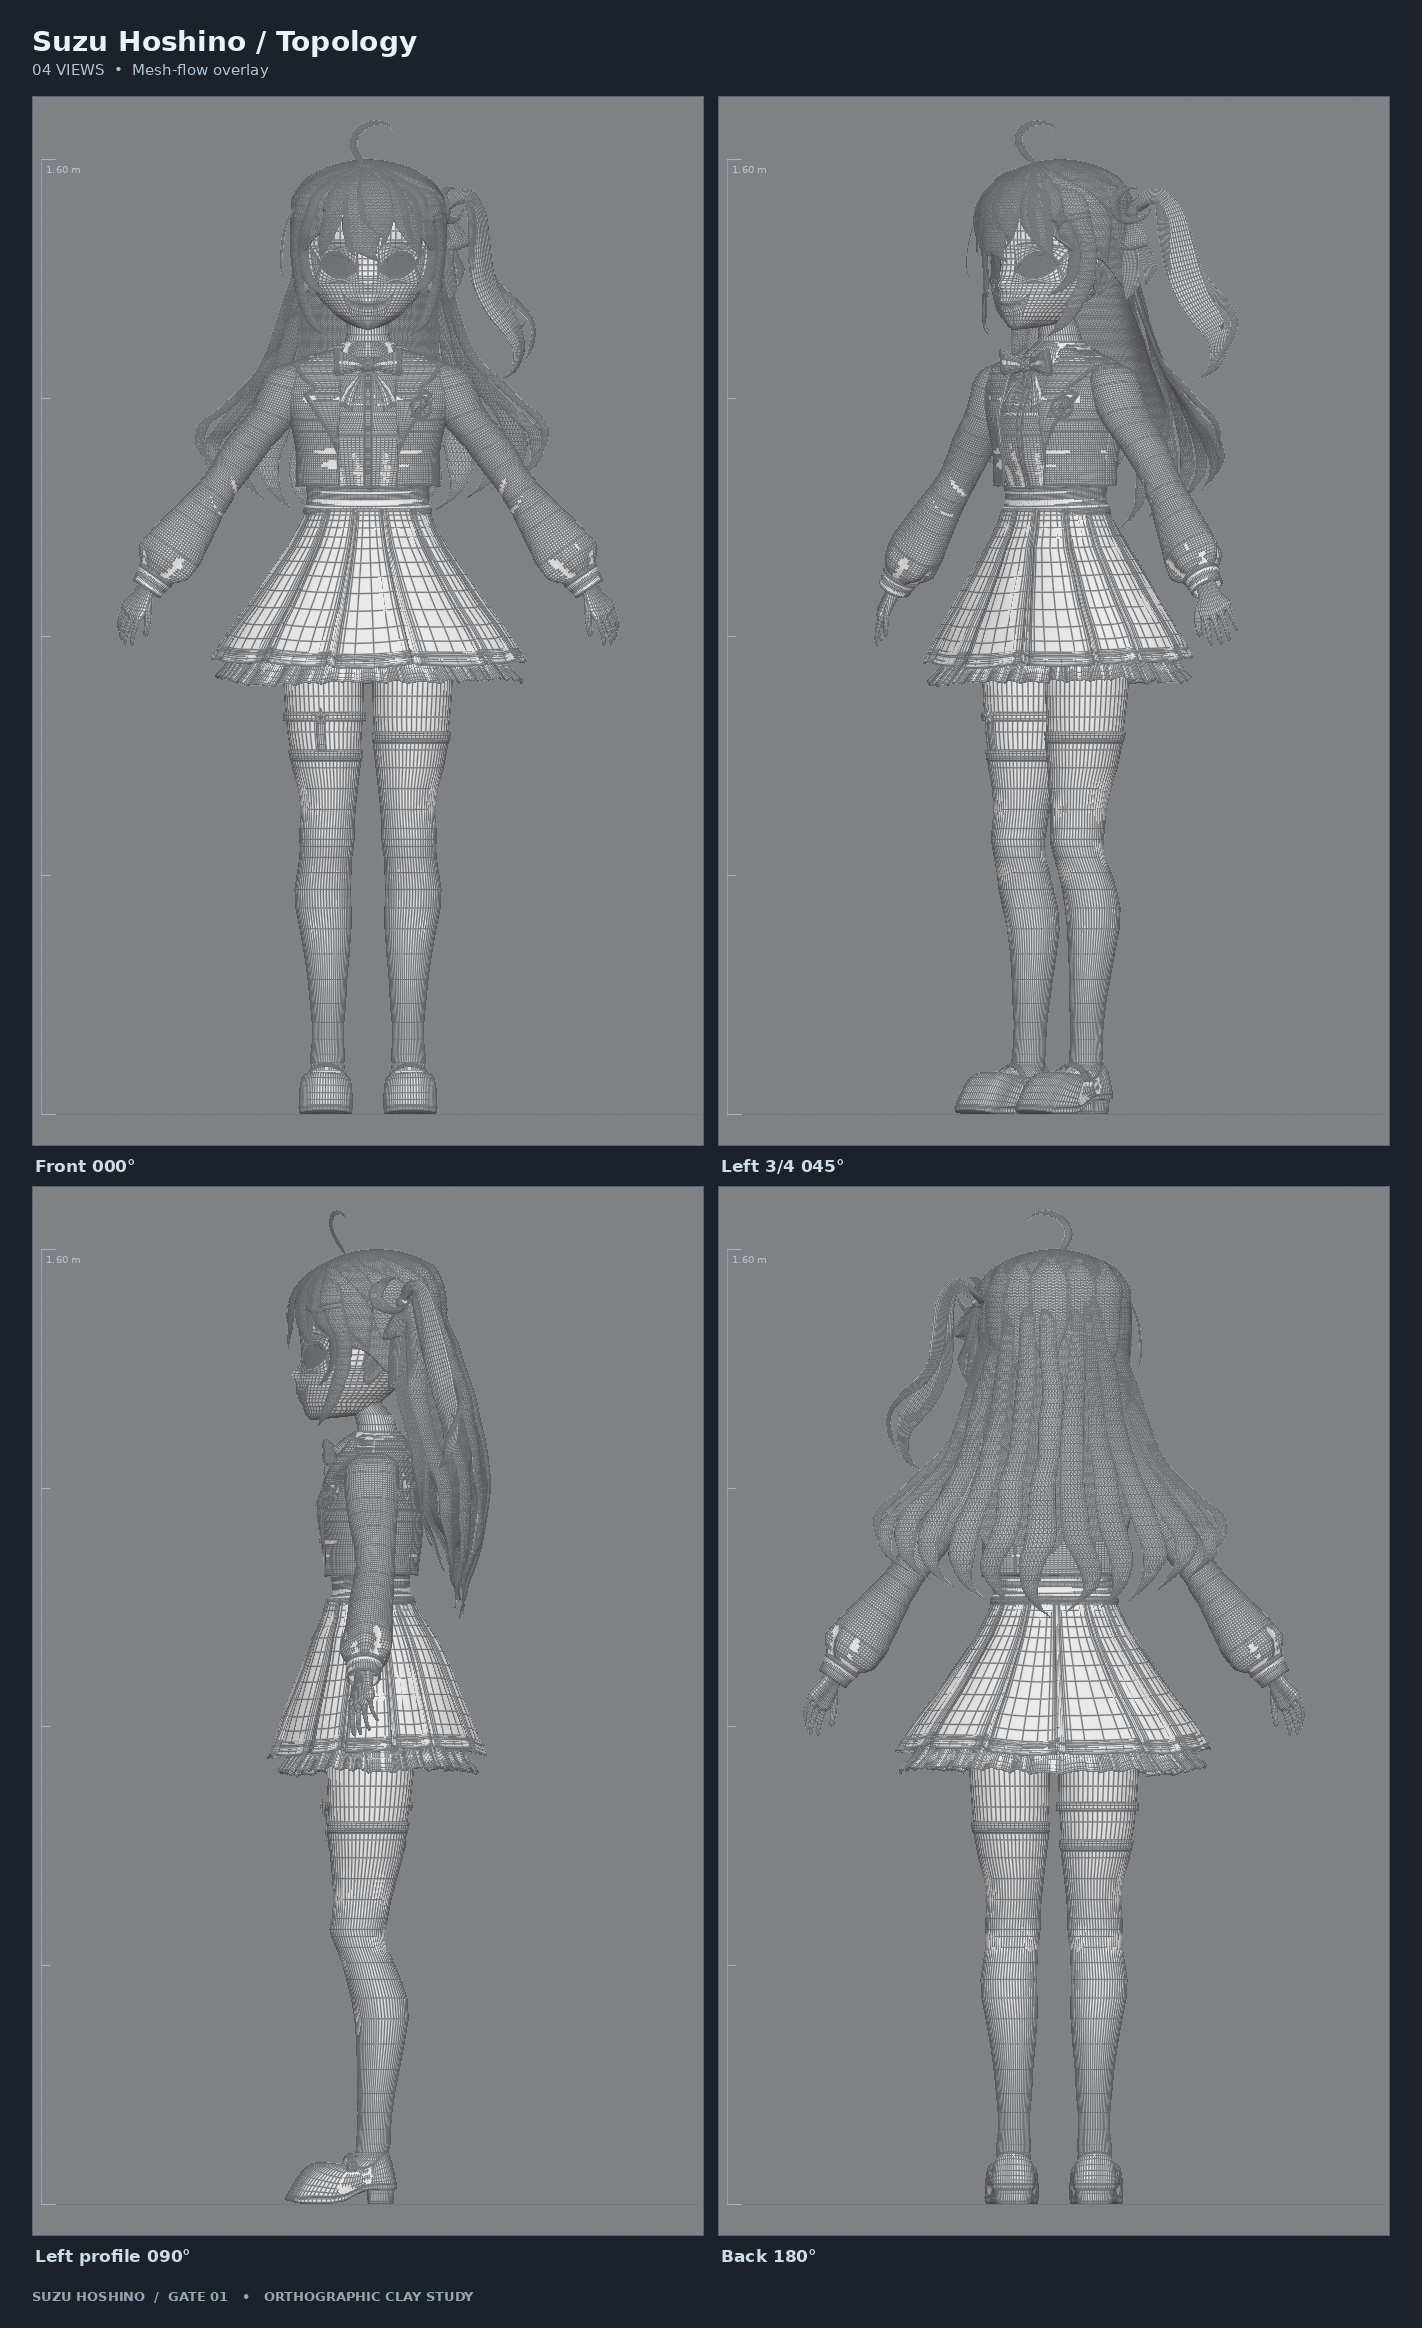 Suzu Hoshino / Topology
04 VIEWS • Mesh-flow overlay
1.60 m
1.60 m
Front 000°
Left 3/4 045°
1.60 m
1.60 m
Left profile 090°
Back 180°
SUZU HOSHINO / GATE 01 • ORTHOGRAPHIC CLAY STUDY